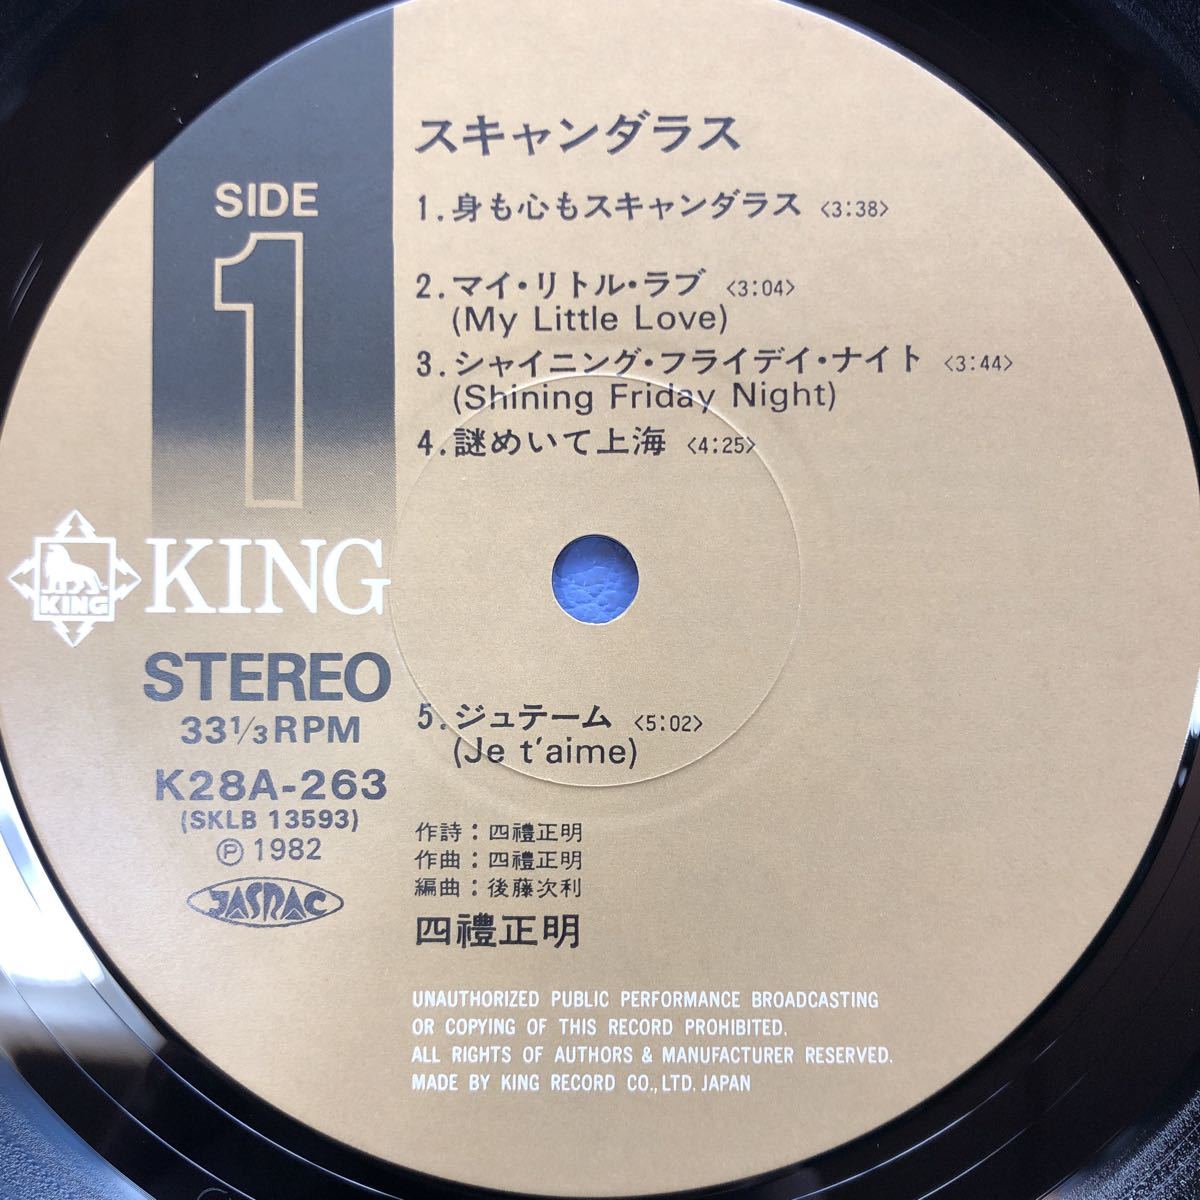 スキャンダラス
SIDE
1
1.身も心もスキャンダラス <3:38>
2.マイ・リトル・ラブ <3:04>
(My Little Love)
3.シャイニング・フライデイ・ナイト <3:44>
(Shining Friday Night)
4.謎めいて上海 <4:25>
KING
KING
STEREO
33⅓RPM
K28A-263
(SKLB 13593)
Ⓟ 1982
JASRAC
5.ジュテーム <5:02>
(Je t'aime)
作詩:四禮正明
作曲:四禮正明
編曲:後藤次利
四禮正明
UNAUTHORIZED PUBLIC PERFORMANCE BROADCASTING
OR COPYING OF THIS RECORD PROHIBITED.
ALL RIGHTS OF AUTHORS & MANUFACTURER RESERVED.
MADE BY KING RECORD CO., LTD. JAPAN